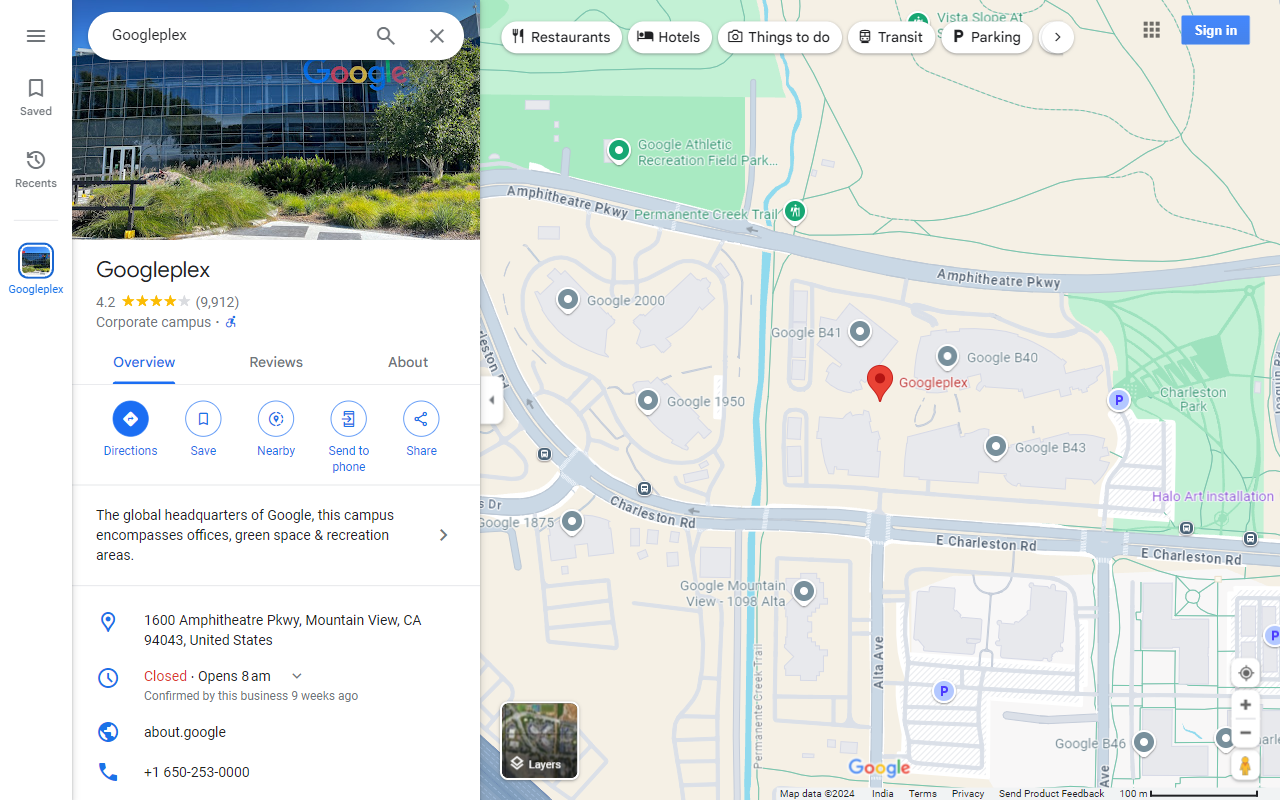 Googleplex
Saved
Recents
Googleplex
Google
Googleplex
4.2 (9,912)
Corporate campus ·
Overview
Reviews
About
Directions
Save
Nearby
Send to
phone
Share
The global headquarters of Google, this campus
encompasses offices, green space & recreation
areas.
1600 Amphitheatre Pkwy, Mountain View, CA
94043, United States
Closed · Opens 8 am
Confirmed by this business 9 weeks ago
about.google
+1 650-253-0000
Restaurants
Hotels
Things to do
Transit
P Parking
Sign in
Vista Slope At
Google Athletic
Recreation Field Park...
Amphitheatre Pkwy
Permanente Creek Trail
Amphitheatre Pkwy
Google 2000
Google B41
Google B40
Googleplex
Google 1950
P
Charleston
Park
Google B43
Halo Art installation
s Dr
Google 1875
Charleston Rd
E Charleston Rd
E Charleston Rd
Google Mountain
View - 1098 Alta
P
Permanente Creek Trail
Alta Ave
P
Google B46
Ave
Layers
Google
Map data ©2024
India
Terms
Privacy
Send Product Feedback
100 m